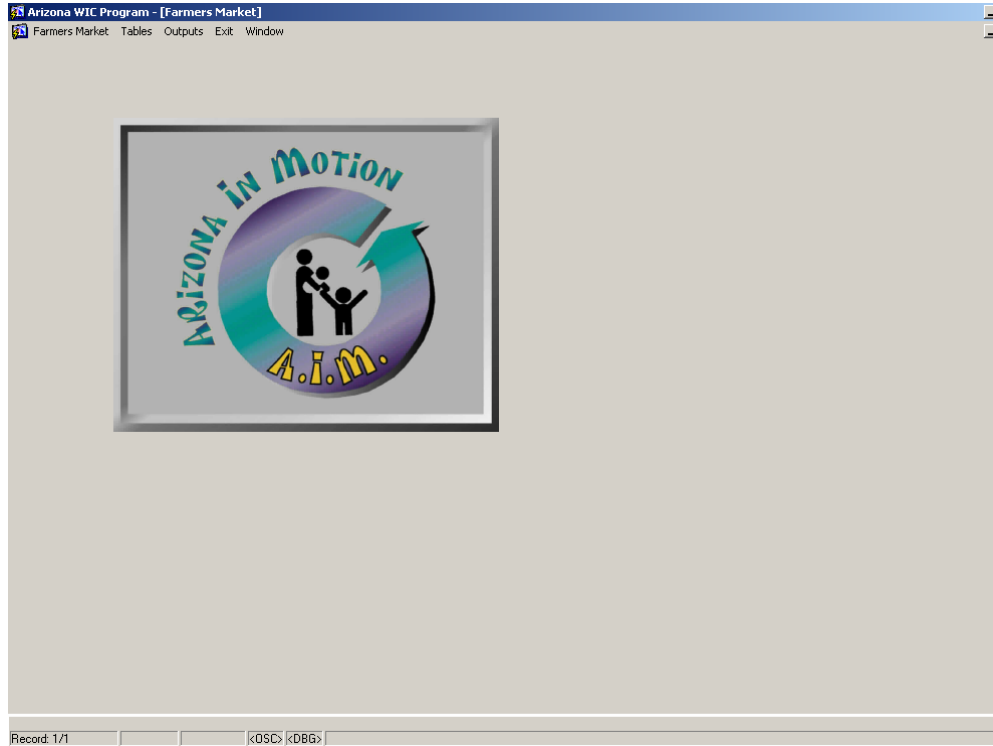 Arizona WIC Program - [Farmers Market]
Farmers Market Tables Outputs Exit Window
ARiZONA iN MOTiON
A.i.M.
Record: 1/1 <OSC> <DBG>